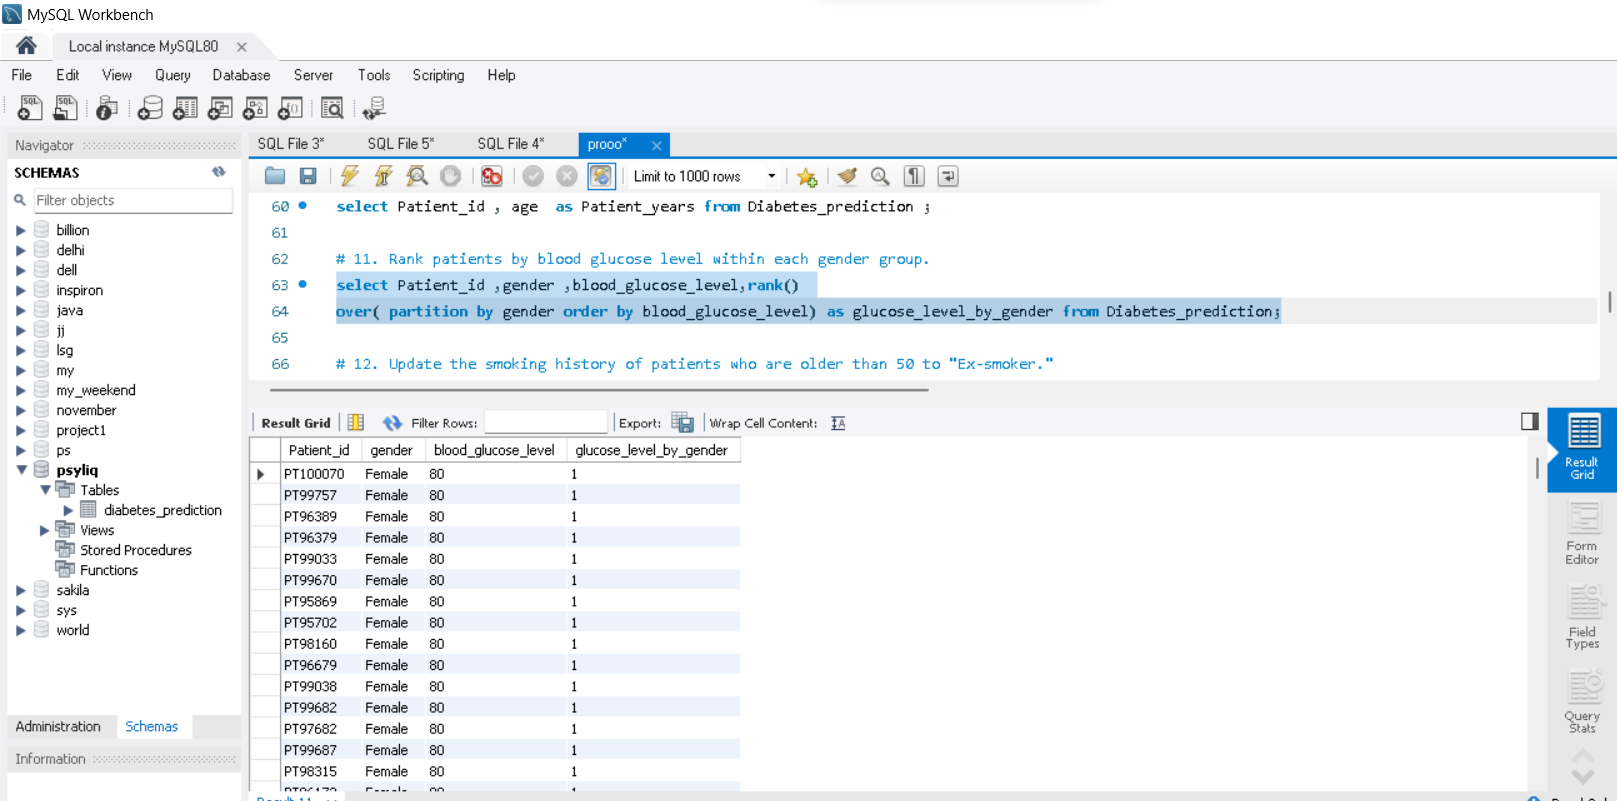 MySQL Workbench
Local instance MySQL80
File Edit View Query Database Server Tools Scripting Help
Navigator
SCHEMAS
Filter objects
billion
delhi
dell
inspiron
java
jj
lsg
my
my_weekend
november
project1
ps
psyliq
Tables
diabetes_prediction
Views
Stored Procedures
Functions
sakila
sys
world
Administration Schemas
Information
SQL File 3* SQL File 5* SQL File 4* prooo*
Limit to 1000 rows
60 select Patient_id , age as Patient_years from Diabetes_prediction ;
61
62 # 11. Rank patients by blood glucose level within each gender group.
63 select Patient_id ,gender ,blood_glucose_level,rank()
64 over( partition by gender order by blood_glucose_level) as glucose_level_by_gender from Diabetes_prediction;
65
66 # 12. Update the smoking history of patients who are older than 50 to "Ex-smoker."
Result Grid Filter Rows: Export: Wrap Cell Content:
Patient_id gender blood_glucose_level glucose_level_by_gender
PT100070 Female 80 1
PT99757 Female 80 1
PT96389 Female 80 1
PT96379 Female 80 1
PT99033 Female 80 1
PT99670 Female 80 1
PT95869 Female 80 1
PT95702 Female 80 1
PT98160 Female 80 1
PT96679 Female 80 1
PT99038 Female 80 1
PT99682 Female 80 1
PT97682 Female 80 1
PT99687 Female 80 1
PT98315 Female 80 1
Result
Grid
Form
Editor
Field
Types
Query
Stats